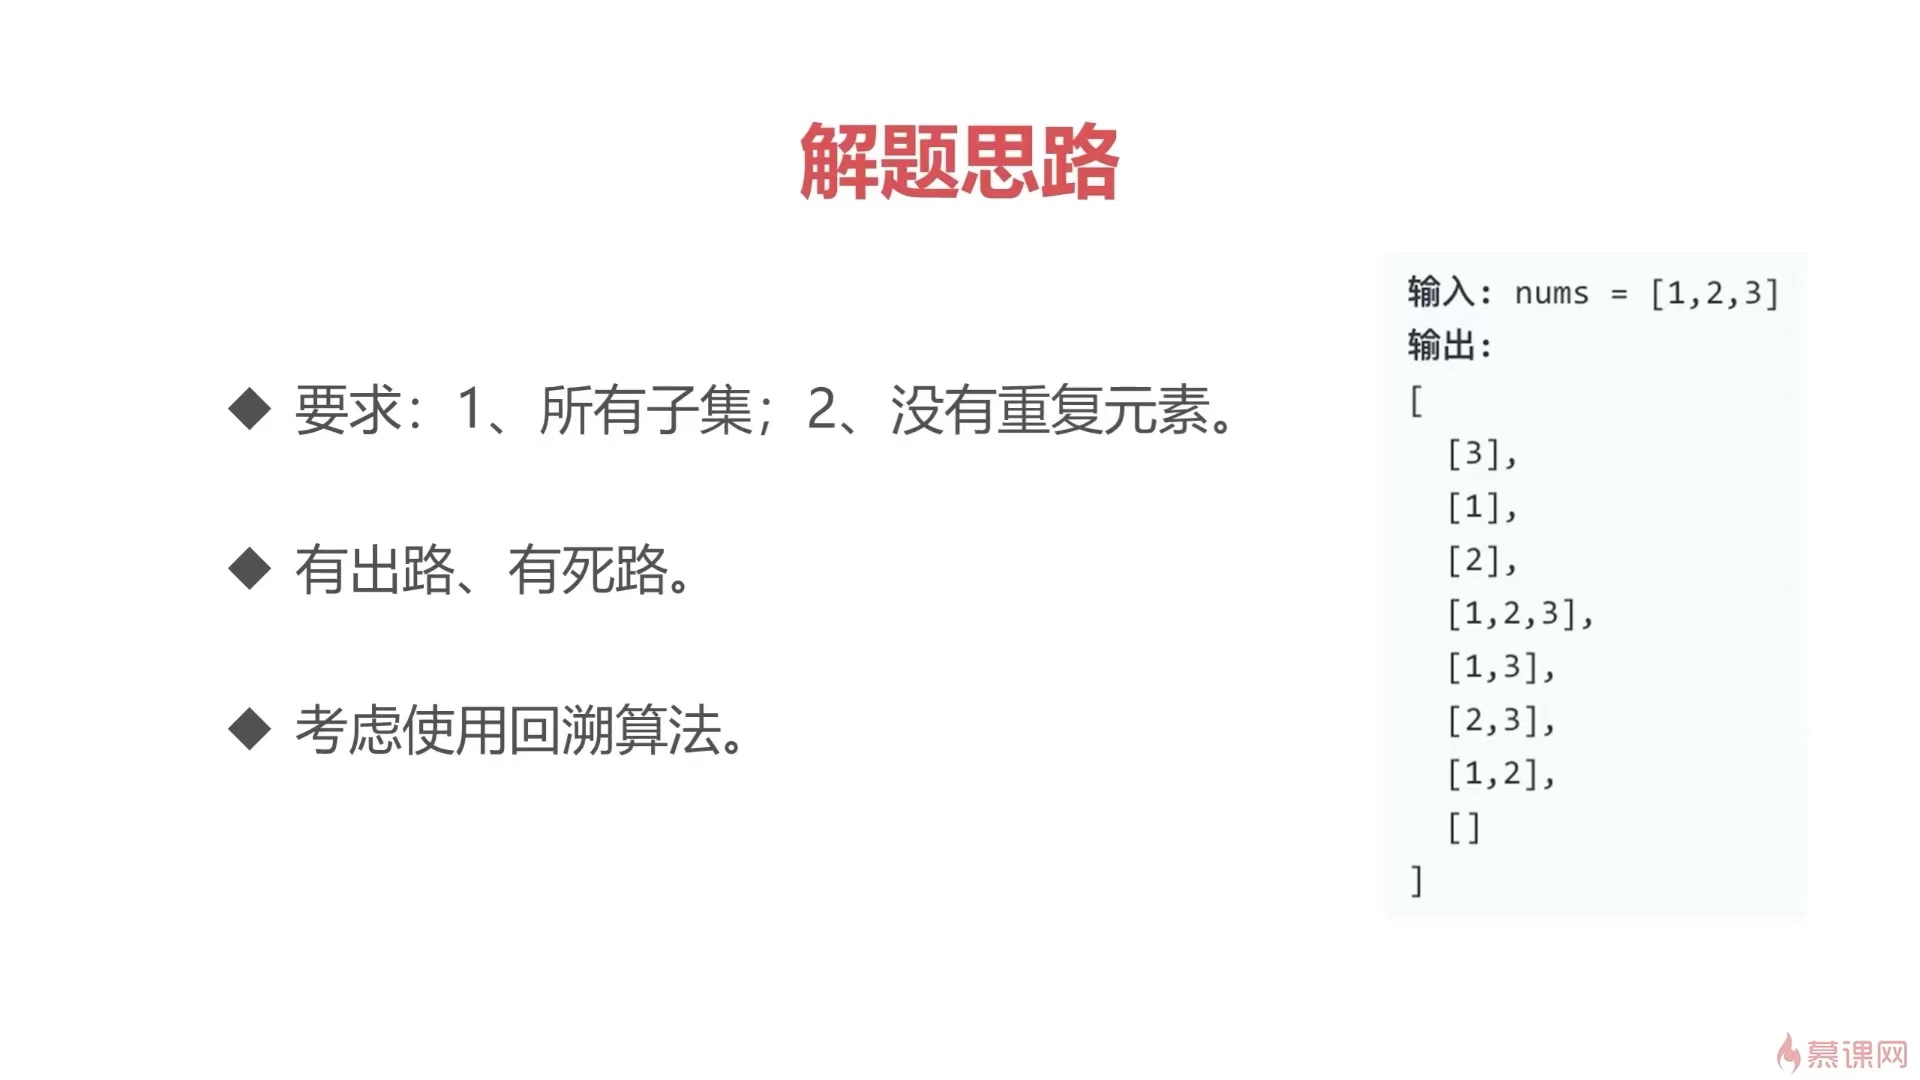 解题思路
◆ 要求：1、所有子集；2、没有重复元素。
◆ 有出路、有死路。
◆ 考虑使用回溯算法。
输入: nums = [1,2,3]
输出:
[
[3],
[1],
[2],
[1,2,3],
[1,3],
[2,3],
[1,2],
[]
]
慕课网